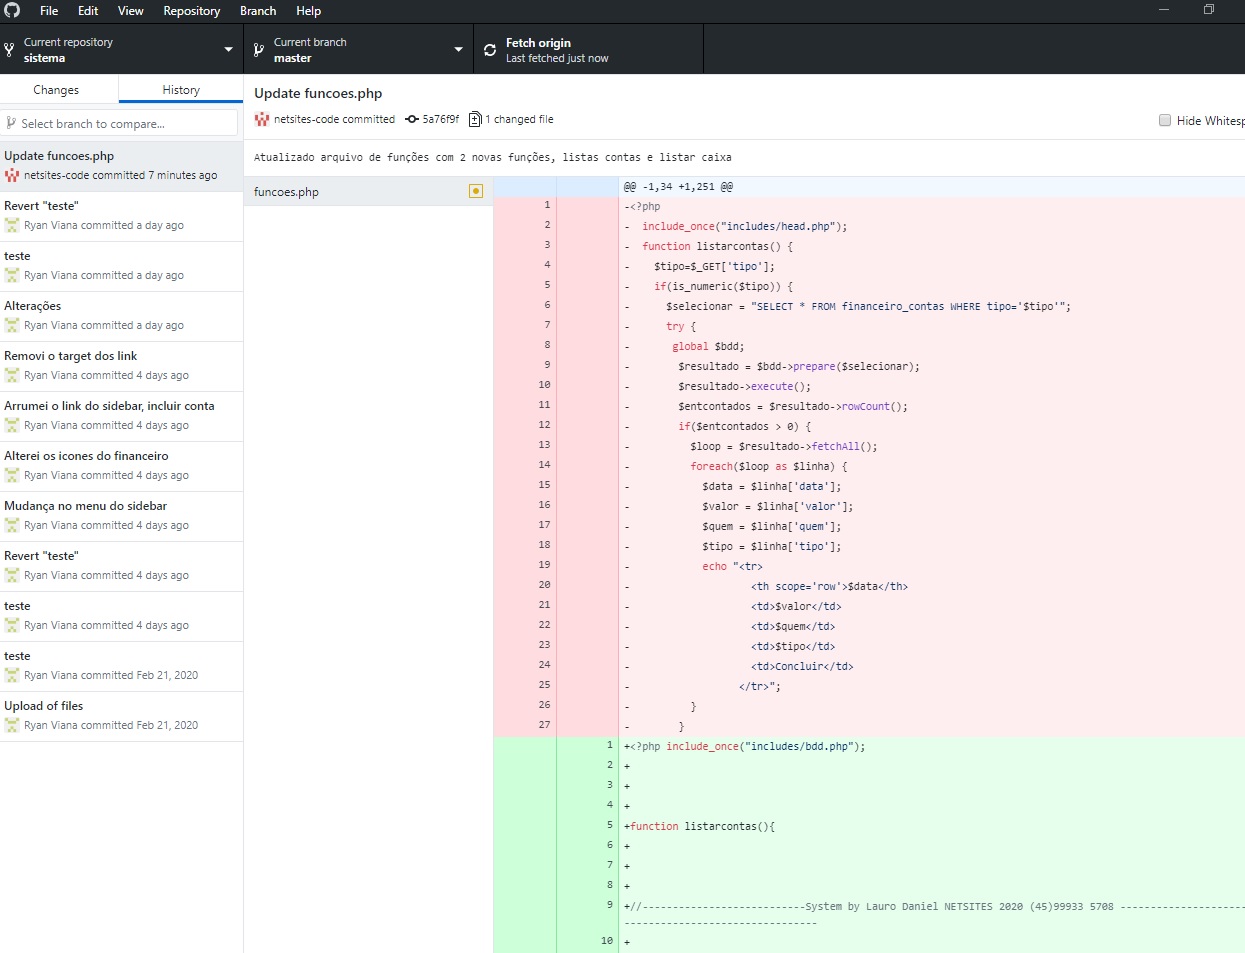 File Edit View Repository Branch Help
Current repository
sistema
Current branch
master
Fetch origin
Last fetched just now
Changes
History
Select branch to compare...
Update funcoes.php
netsites-code committed 7 minutes ago
Revert "teste"
Ryan Viana committed a day ago
teste
Ryan Viana committed a day ago
Alterações
Ryan Viana committed a day ago
Removi o target dos link
Ryan Viana committed 4 days ago
Arrumei o link do sidebar, incluir conta
Ryan Viana committed 4 days ago
Alterei os icones do financeiro
Ryan Viana committed 4 days ago
Mudança no menu do sidebar
Ryan Viana committed 4 days ago
Revert "teste"
Ryan Viana committed 4 days ago
teste
Ryan Viana committed 4 days ago
teste
Ryan Viana committed Feb 21, 2020
Upload of files
Ryan Viana committed Feb 21, 2020
Update funcoes.php
netsites-code committed 5a76f9f 1 changed file
Hide Whitesp
Atualizado arquivo de funções com 2 novas funções, listas contas e listar caixa
funcoes.php
@@ -1,34 +1,251 @@
1 -<?php
2 - include_once("includes/head.php");
3 - function listarcontas() {
4 - $tipo=$_GET['tipo'];
5 - if(is_numeric($tipo)) {
6 - $selecionar = "SELECT * FROM financeiro_contas WHERE tipo='$tipo'";
7 - try {
8 - global $bdd;
9 - $resultado = $bdd->prepare($selecionar);
10 - $resultado->execute();
11 - $entcontados = $resultado->rowCount();
12 - if($entcontados > 0) {
13 - $loop = $resultado->fetchAll();
14 - foreach($loop as $linha) {
15 - $data = $linha['data'];
16 - $valor = $linha['valor'];
17 - $quem = $linha['quem'];
18 - $tipo = $linha['tipo'];
19 - echo "<tr>
20 - <th scope='row'>$data</th>
21 - <td>$valor</td>
22 - <td>$quem</td>
23 - <td>$tipo</td>
24 - <td>Concluir</td>
25 - </tr>";
26 - }
27 - }
1 +<?php include_once("includes/bdd.php");
2 +
3 +
4 +
5 +function listarcontas(){
6 +
7 +
8 +
9 +//---------------------------System by Lauro Daniel NETSITES 2020 (45)99933 5708 ---------------------
--------------------------------
10 +